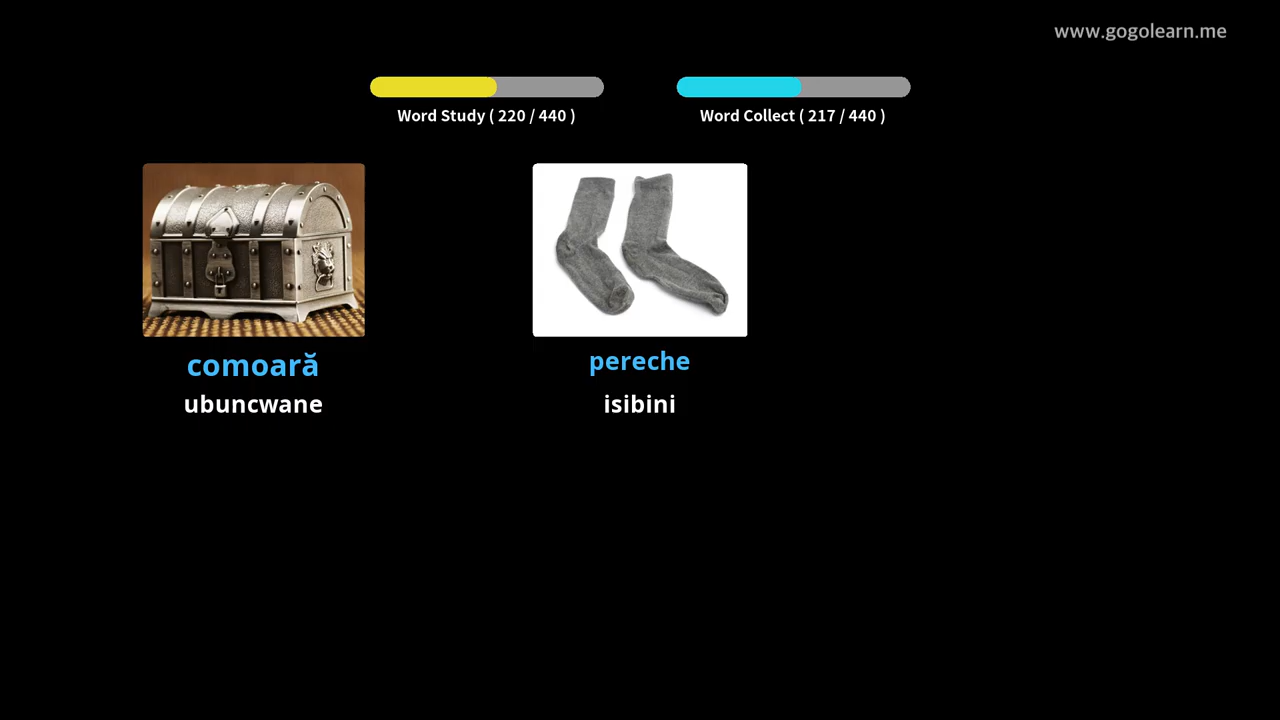 www.gogolearn.me
Word Study ( 220 / 440 )
Word Collect ( 217 / 440 )
comoară
ubuncwane
pereche
isibini